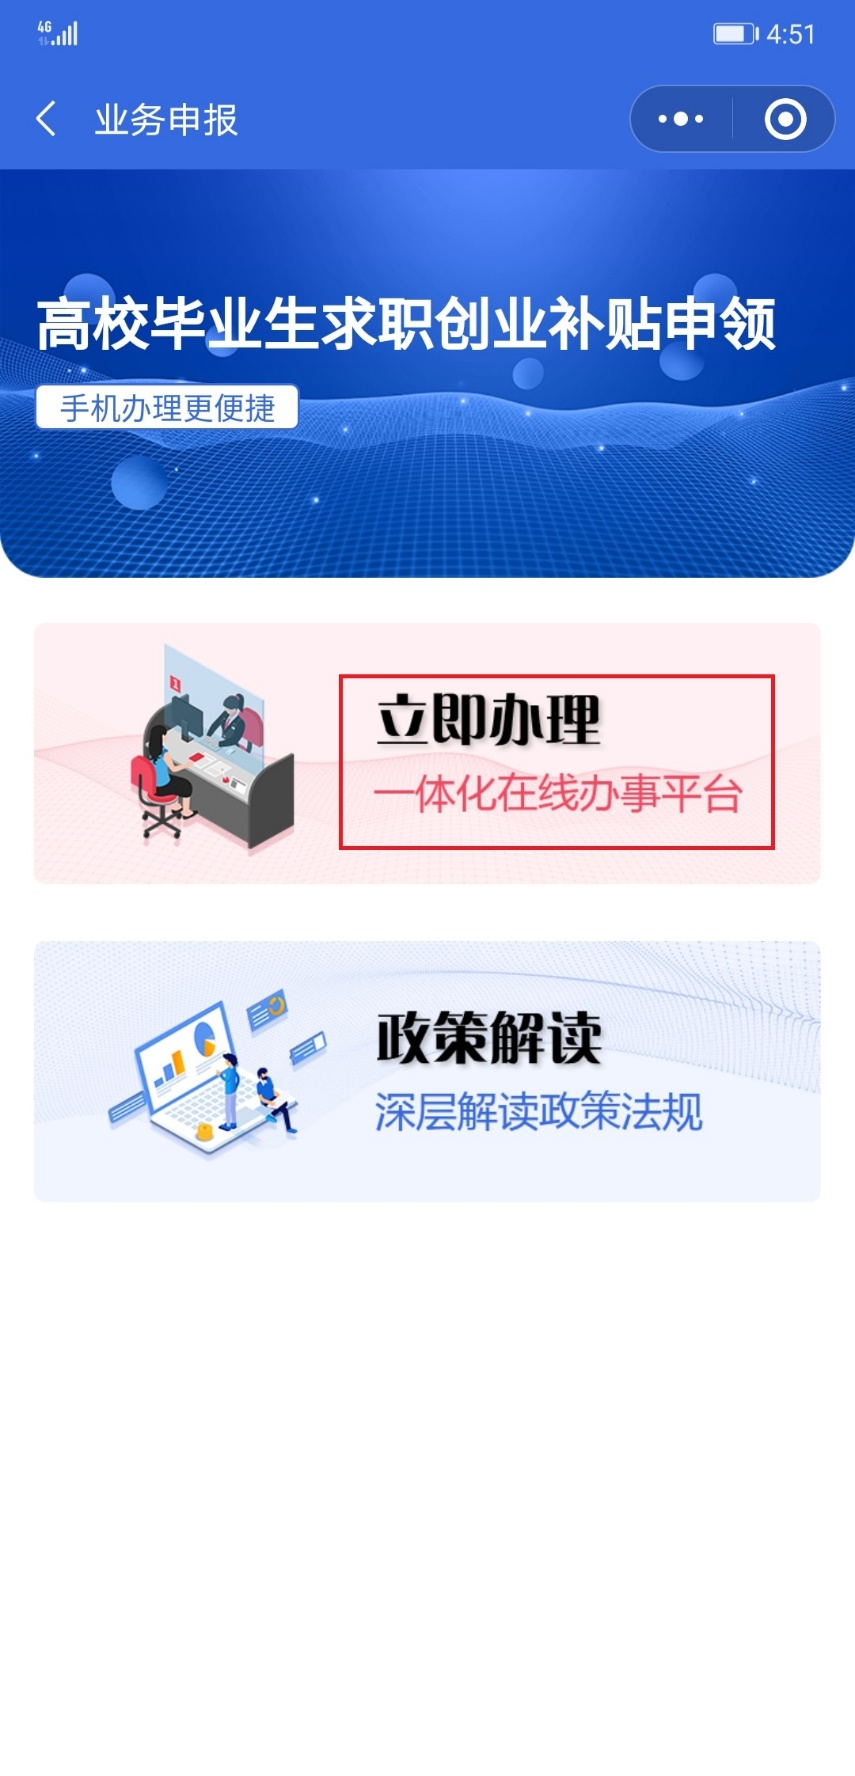 4G 4:51
业务申报
高校毕业生求职创业补贴申领
手机办理更便捷
1
立即办理
一体化在线办事平台
政策解读
深层解读政策法规